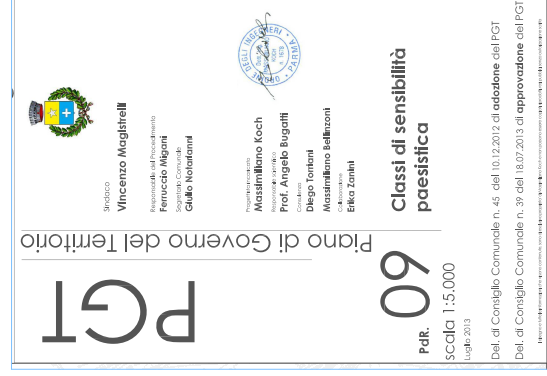 PGT
Piano di Governo del Territorio
Sindaco
Vincenzo Magistrelli
Responsabile del Procedimento
Ferruccio Migani
Segretario Comunale
Giulio Notarianni
Progettista incaricato
Massimiliano Koch
Responsabile scientifico
Prof. Angelo Bugatti
Consulenza
Diego Torriani
Massimiliano Bellinzoni
Collaborazione
Erika Zanini
PdR. 09
Classi di sensibilità
paesistica
scala 1:5.000
Luglio 2013
Del. di Consiglio Comunale n. 45 del 10.12.2012 di adozione del PGT
Del. di Consiglio Comunale n. 39 del 18.07.2013 di approvazione del PGT